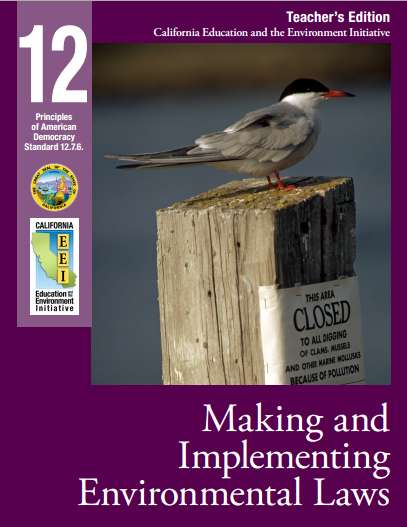 Teacher's Edition
California Education and the Environment Initiative
12
Principles
of American
Democracy
Standard 12.7.6.
CALIFORNIA
E
E
I
Education and the
Environment
Initiative
THIS AREA
CLOSED
TO ALL DIGGING
OF CLAMS, MUSSELS
AND OTHER MARINE MOLLUSKS
BECAUSE OF POLLUTION
Making and
Implementing
Environmental Laws